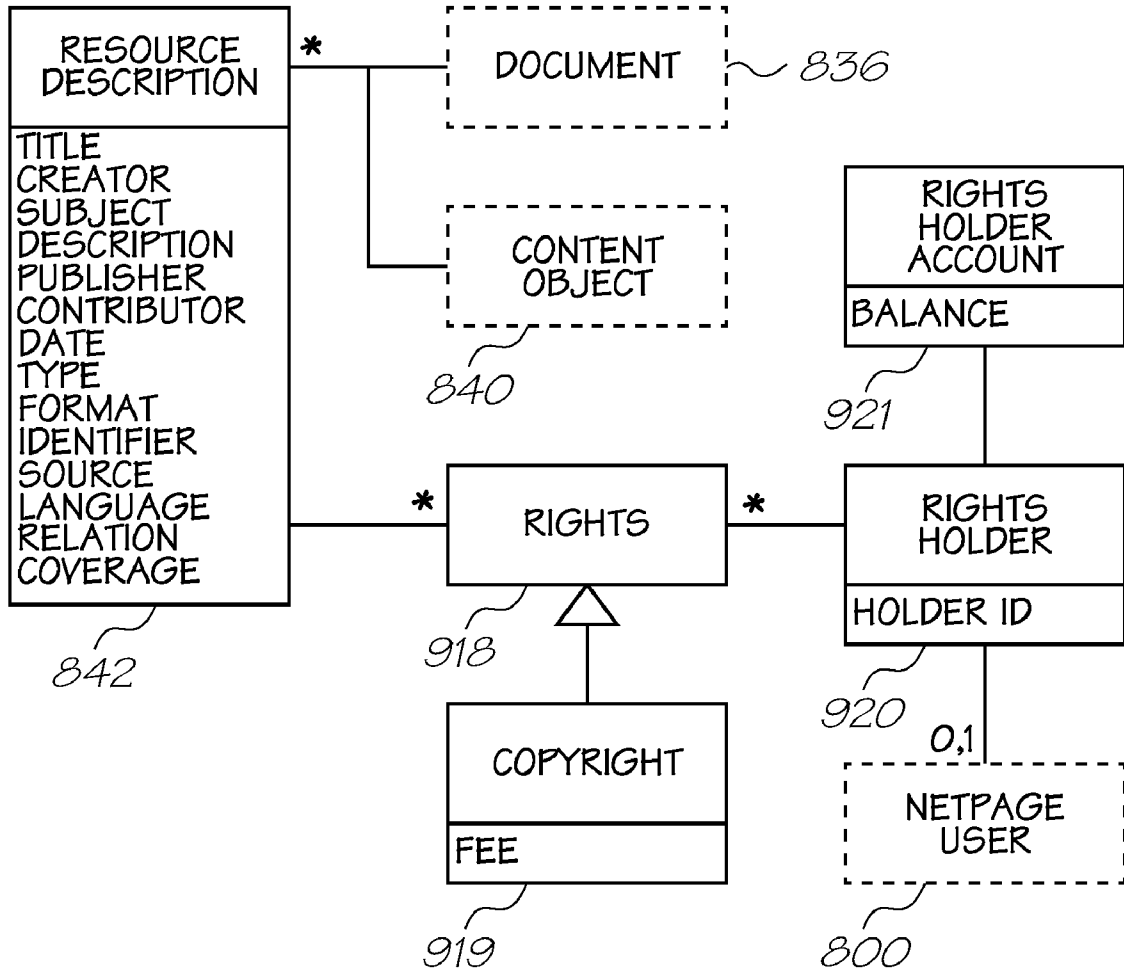 RESOURCE
DESCRIPTION
*
TITLE
CREATOR
SUBJECT
DESCRIPTION
PUBLISHER
CONTRIBUTOR
DATE
TYPE
FORMAT
IDENTIFIER
SOURCE
LANGUAGE
RELATION
COVERAGE
842
DOCUMENT
836
CONTENT
OBJECT
840
*
RIGHTS
*
918
COPYRIGHT
FEE
919
RIGHTS
HOLDER
ACCOUNT
BALANCE
921
RIGHTS
HOLDER
HOLDER ID
920
0,1
NETPAGE
USER
800